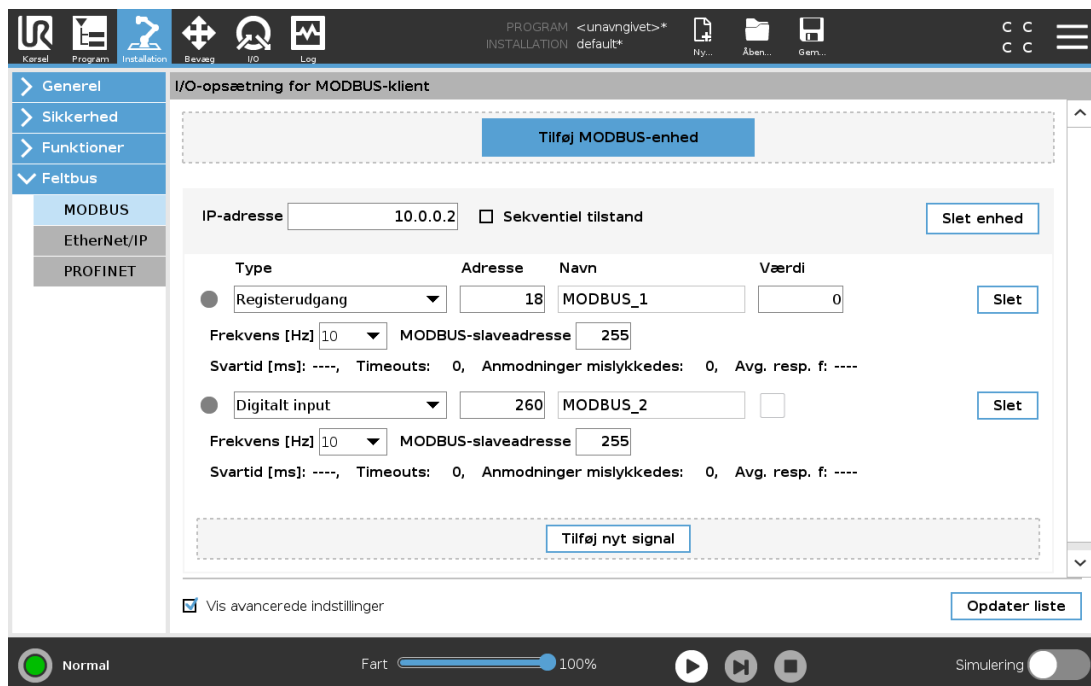 PROGRAM <unavngivet>*
INSTALLATION default*
C C
C C
Kørsel Program Installation Bevæg I/O Log Ny... Åben... Gem...
Generel
Sikkerhed
Funktioner
Feltbus
MODBUS
EtherNet/IP
PROFINET
I/O-opsætning for MODBUS-klient
Tilføj MODBUS-enhed
IP-adresse 10.0.0.2 Sekventiel tilstand Slet enhed
Type Adresse Navn Værdi
Registerudgang 18 MODBUS_1 0 Slet
Frekvens [Hz] 10 MODBUS-slaveadresse 255
Svartid [ms]: ----, Timeouts: 0, Anmodninger mislykkedes: 0, Avg. resp. f: ----
Digitalt input 260 MODBUS_2 Slet
Frekvens [Hz] 10 MODBUS-slaveadresse 255
Svartid [ms]: ----, Timeouts: 0, Anmodninger mislykkedes: 0, Avg. resp. f: ----
Tilføj nyt signal
Vis avancerede indstillinger Opdater liste
Normal Fart 100% Simulering